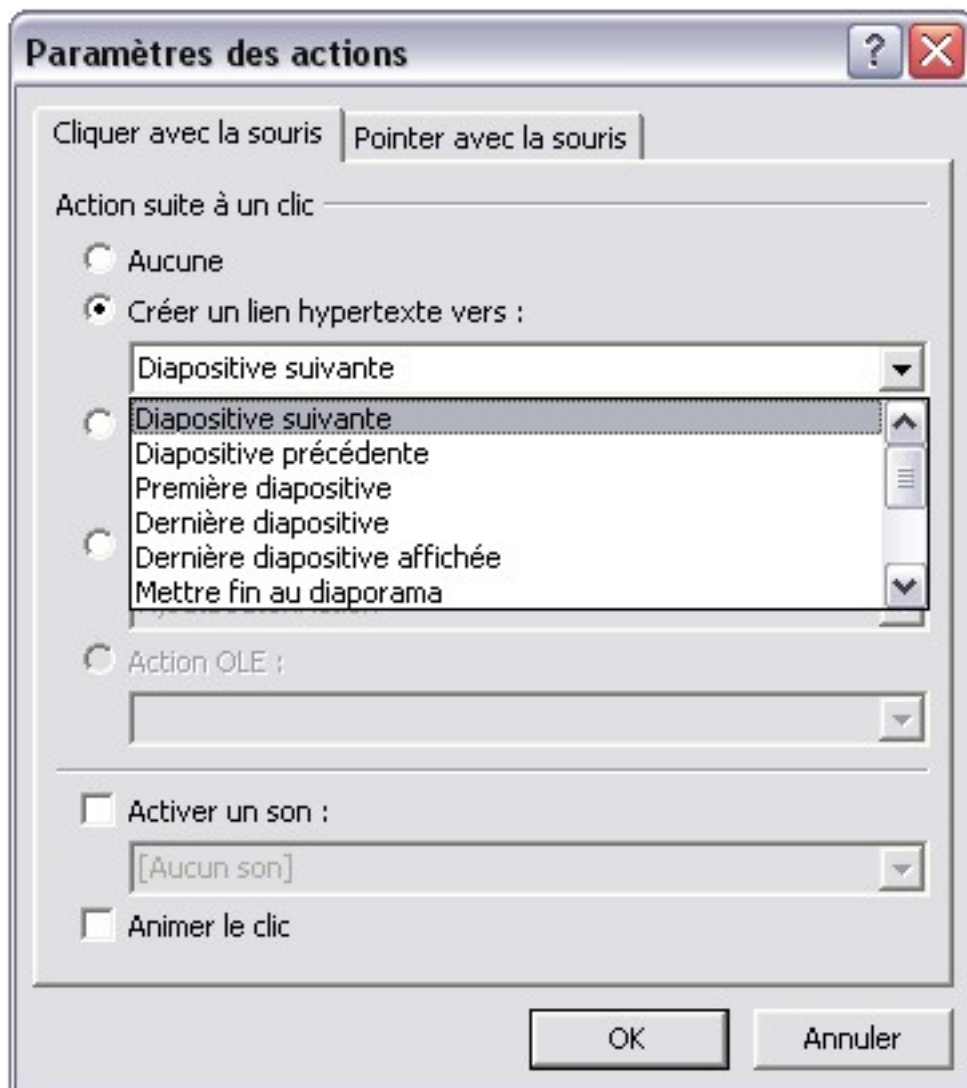 Paramètres des actions
Cliquer avec la souris
Pointer avec la souris
Action suite à un clic
Aucune
Créer un lien hypertexte vers :
Diapositive suivante
Diapositive suivante
Diapositive précédente
Première diapositive
Dernière diapositive
Dernière diapositive affichée
Mettre fin au diaporama
Action OLE :
Activer un son :
[Aucun son]
Animer le clic
OK
Annuler